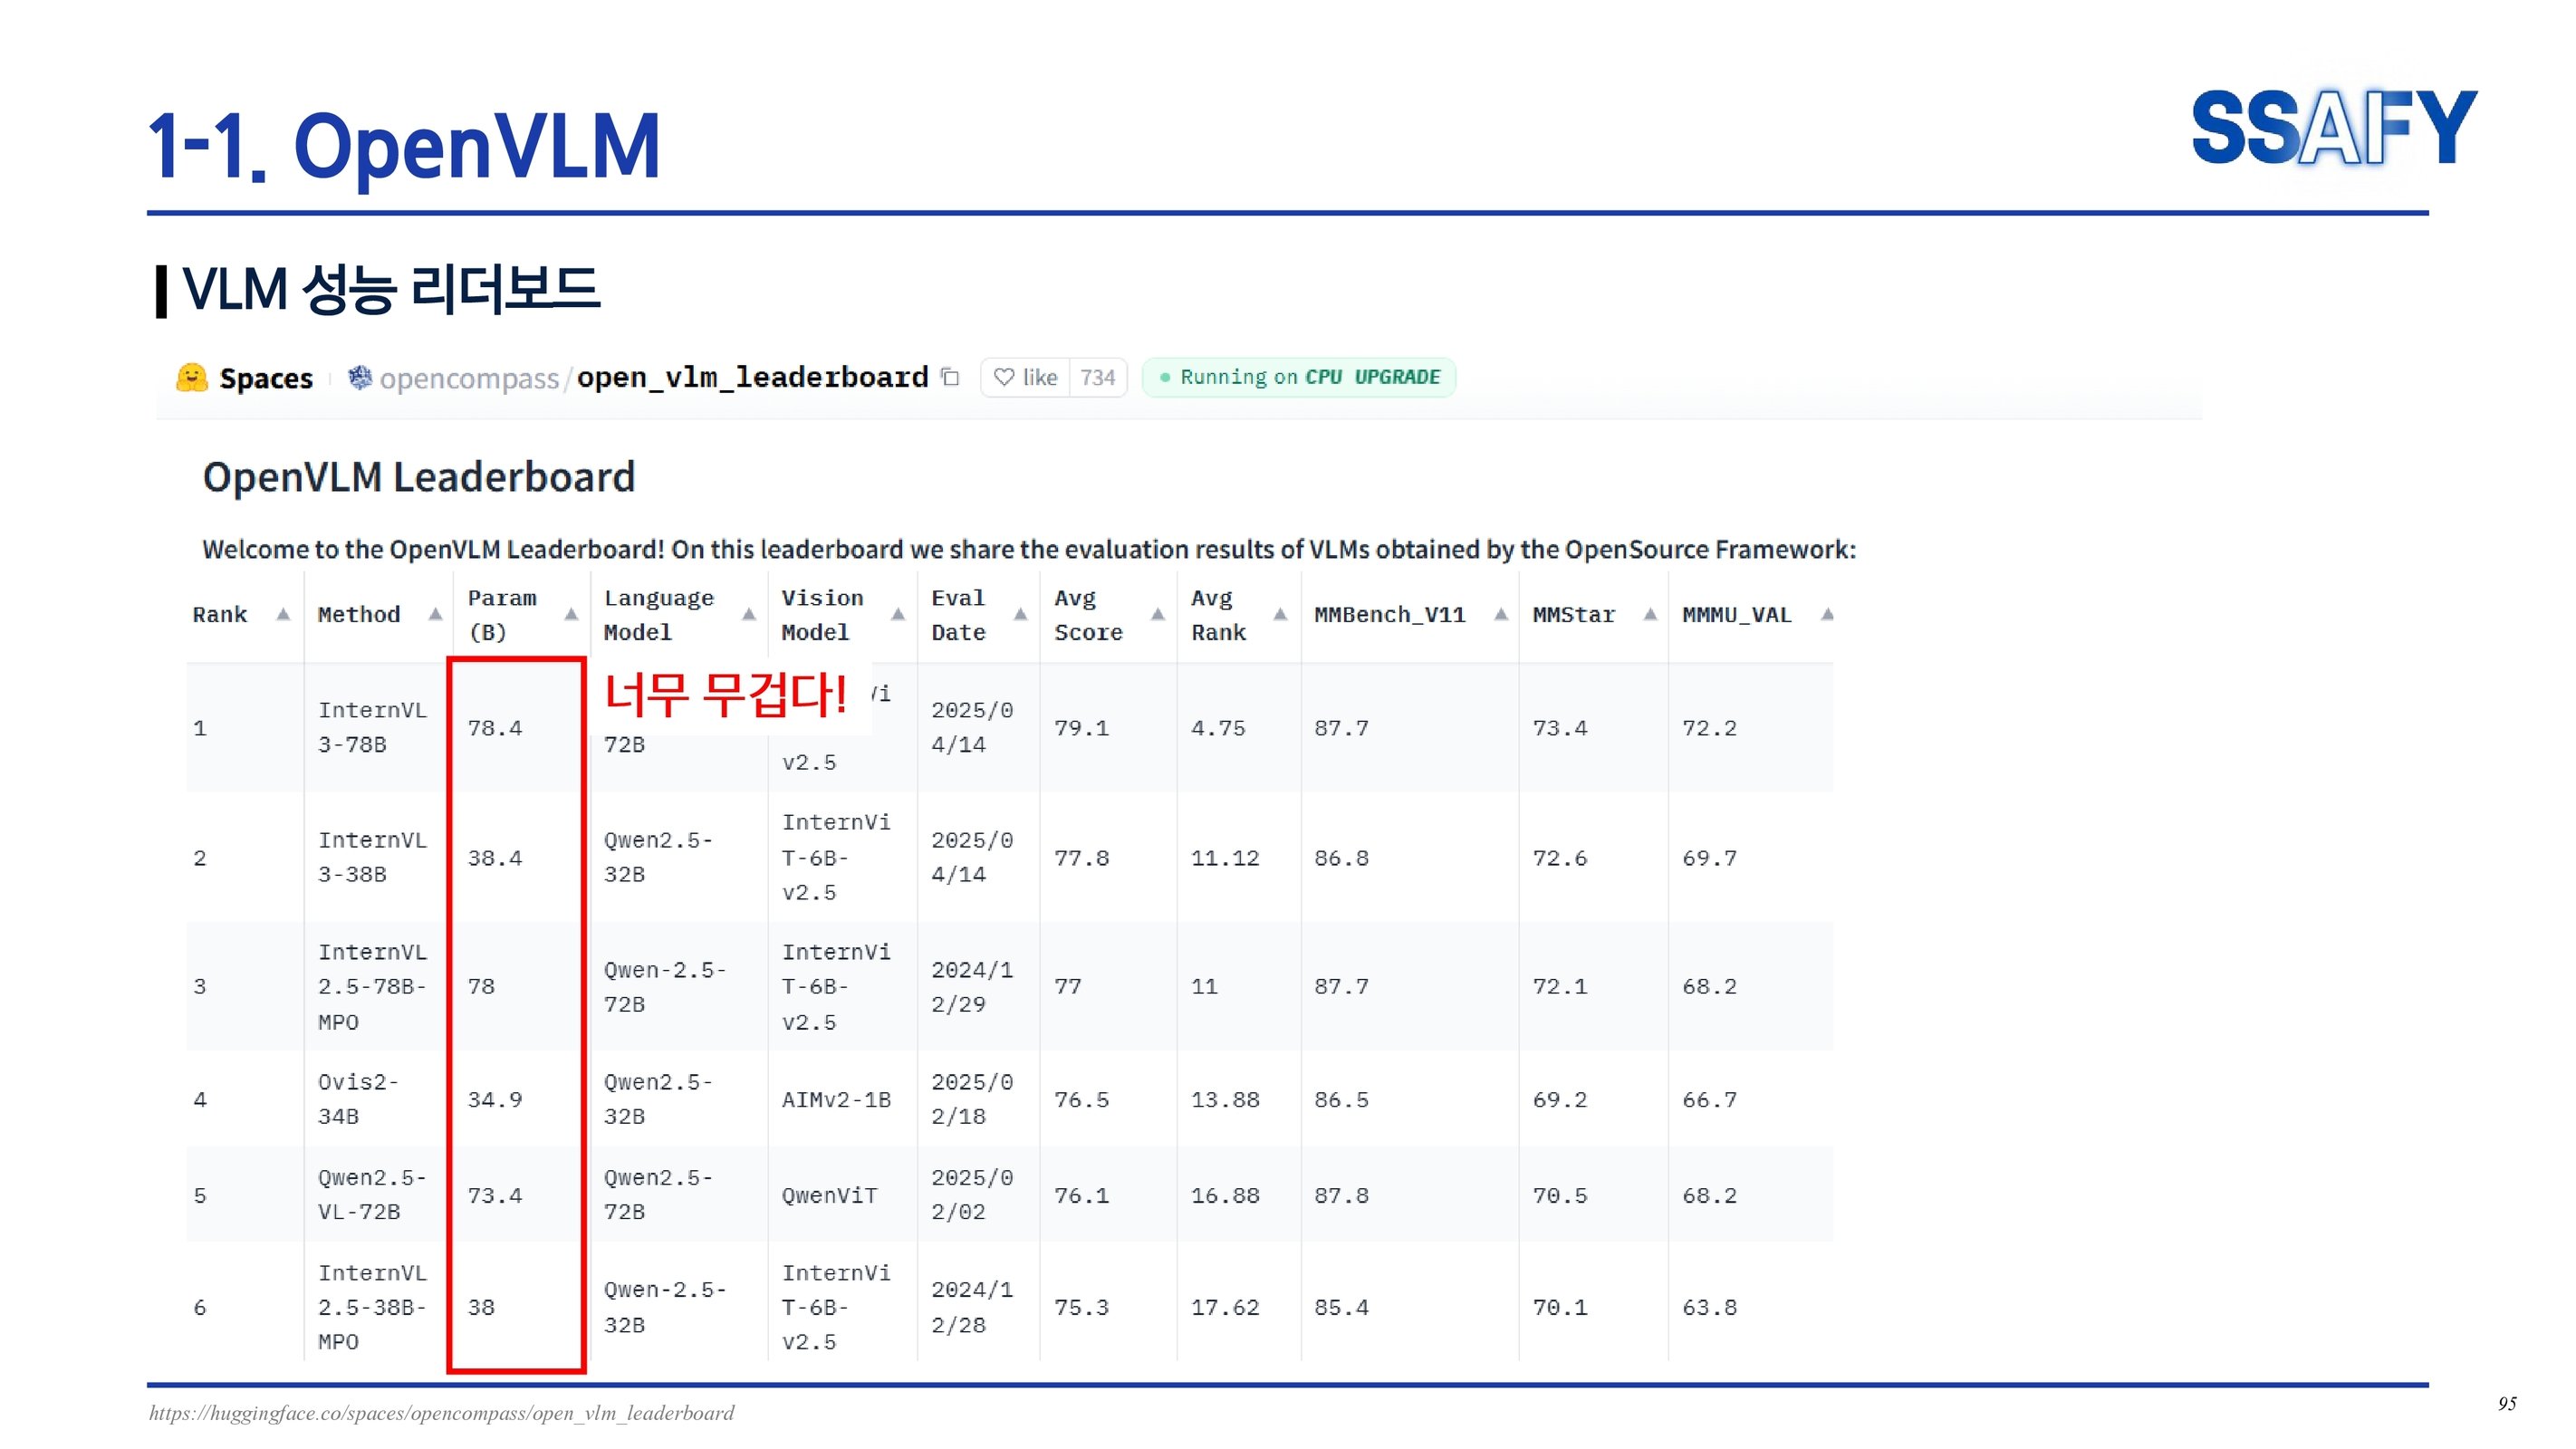 1-1. OpenVLM
SSAFY
VLM 성능 리더보드
Spaces opencompass/open_vlm_leaderboard like 734 Running on CPU UPGRADE
OpenVLM Leaderboard
Welcome to the OpenVLM Leaderboard! On this leaderboard we share the evaluation results of VLMs obtained by the OpenSource Framework:
Rank Method Param (B) Language Model Vision Model Eval Date Avg Score Avg Rank MMBench_V11 MMStar MMMU_VAL
너무 무겁다!
1 InternVL3-78B 78.4 72B v2.5 2025/04/14 79.1 4.75 87.7 73.4 72.2
2 InternVL3-38B 38.4 Qwen2.5-32B InternViT-6B-v2.5 2025/04/14 77.8 11.12 86.8 72.6 69.7
3 InternVL2.5-78B-MPO 78 Qwen-2.5-72B InternViT-6B-v2.5 2024/12/29 77 11 87.7 72.1 68.2
4 Ovis2-34B 34.9 Qwen2.5-32B AIMv2-1B 2025/02/18 76.5 13.88 86.5 69.2 66.7
5 Qwen2.5-VL-72B 73.4 Qwen2.5-72B QwenViT 2025/02/02 76.1 16.88 87.8 70.5 68.2
6 InternVL2.5-38B-MPO 38 Qwen-2.5-32B InternViT-6B-v2.5 2024/12/28 75.3 17.62 85.4 70.1 63.8
https://huggingface.co/spaces/opencompass/open_vlm_leaderboard
95